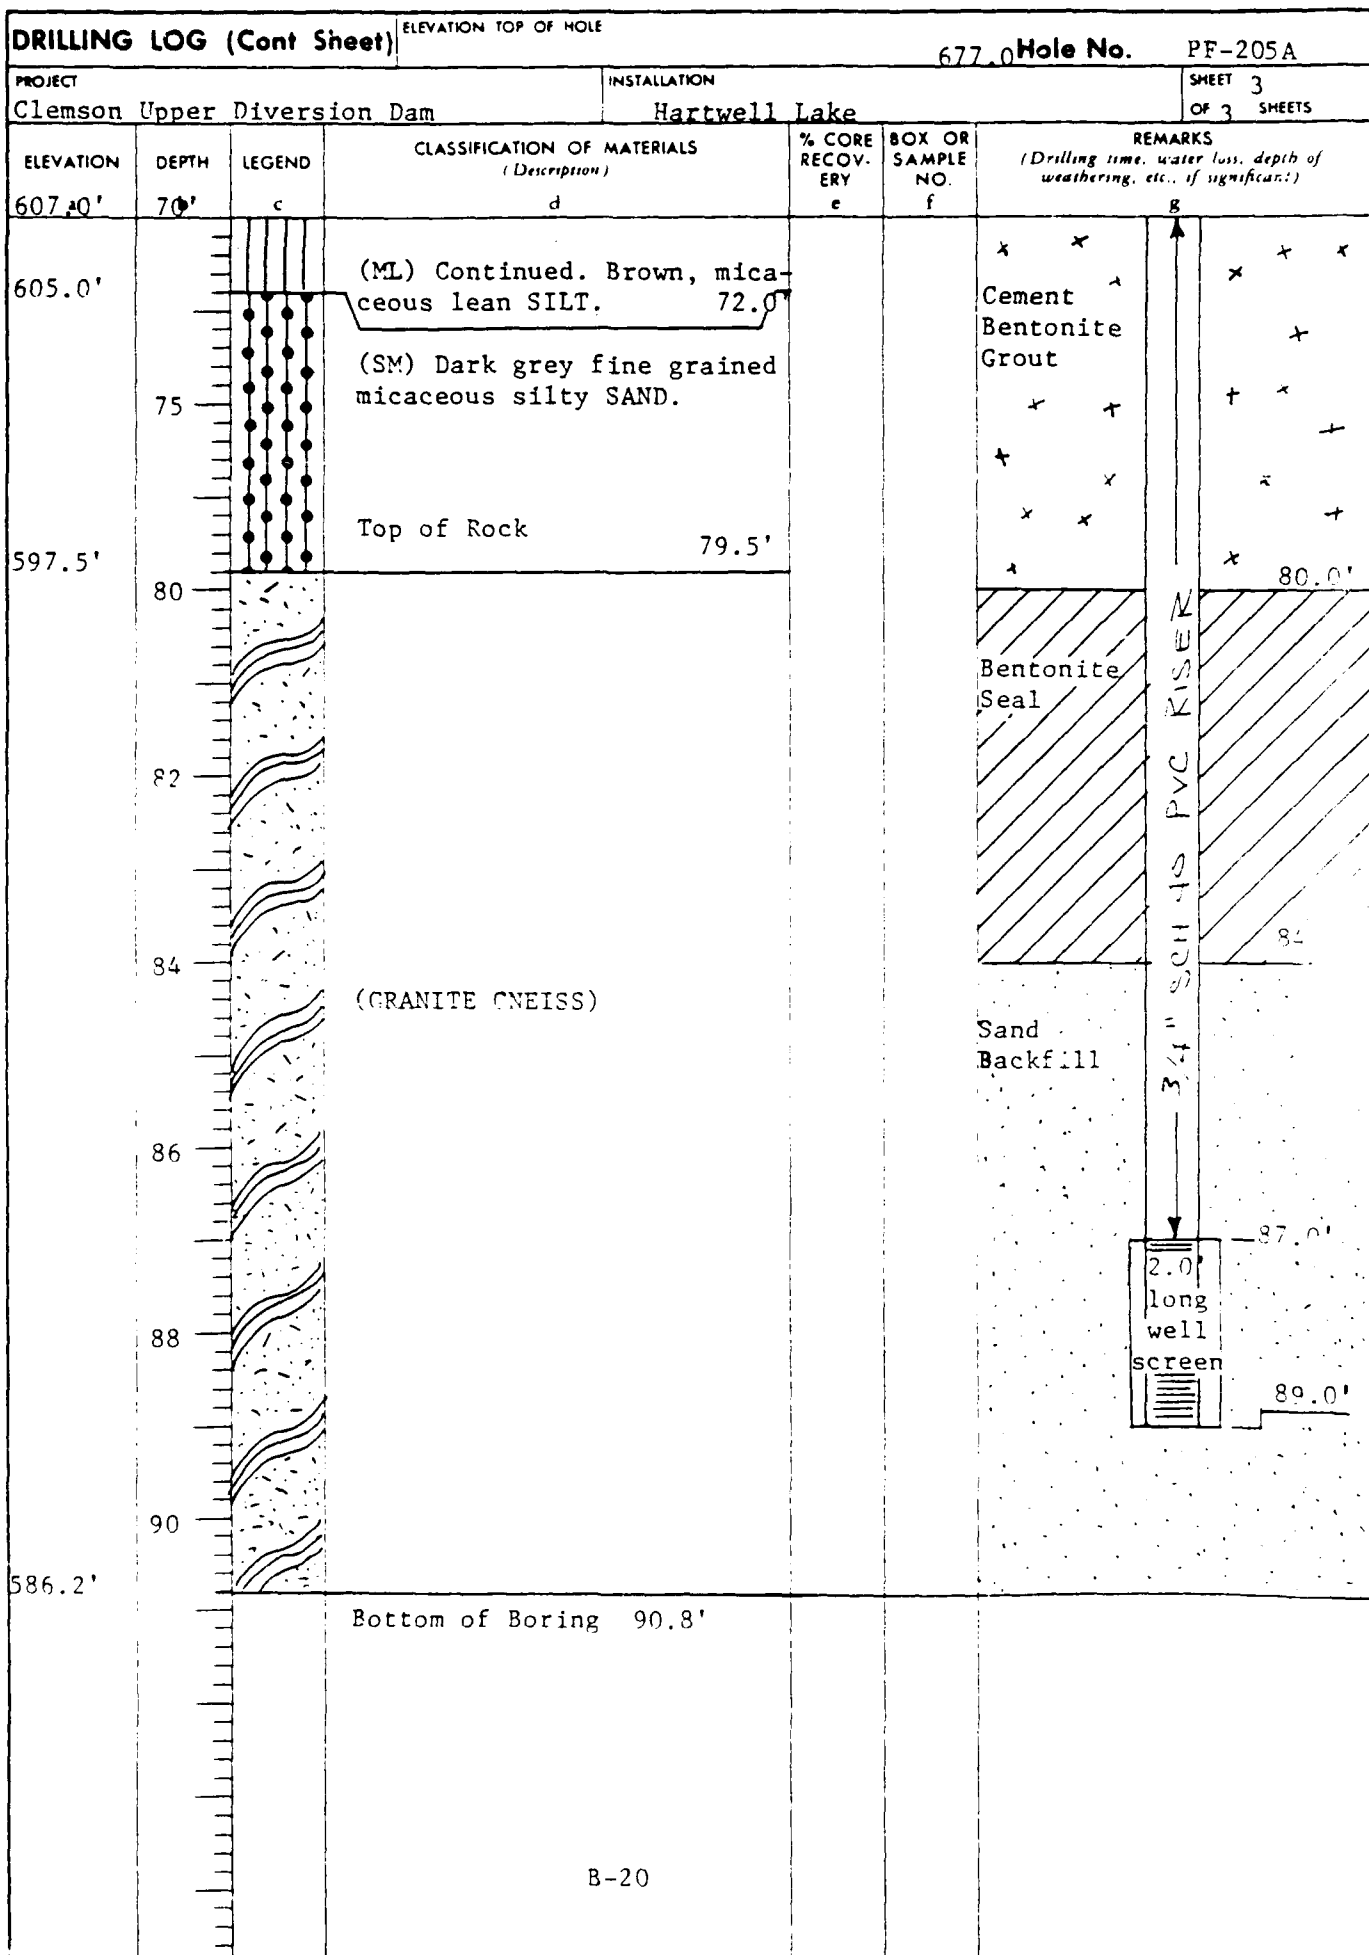 DRILLING LOG (Cont Sheet)
ELEVATION TOP OF HOLE
677.0
Hole No. PF-205A
PROJECT
Clemson Upper Diversion Dam
INSTALLATION
Hartwell Lake
SHEET 3
OF 3 SHEETS
ELEVATION
DEPTH
LEGEND
CLASSIFICATION OF MATERIALS
(Description)
% CORE
RECOV-
ERY
BOX OR
SAMPLE
NO.
REMARKS
(Drilling time, water loss, depth of
weathering, etc., if significant)
607.0'
70'
c
d
e
f
g
605.0'
(ML) Continued. Brown, mica-
ceous lean SILT. 72.0'
Cement
Bentonite
Grout
(SM) Dark grey fine grained
micaceous silty SAND.
75
Top of Rock
79.5'
597.5'
80
80.0'
Bentonite
Seal
3/4" SCH 40 PVC RISER
82
84
84
(GRANITE GNEISS)
Sand
Backfill
86
87.0'
2.0'
long
well
screen
88
89.0'
90
586.2'
Bottom of Boring 90.8'
B-20